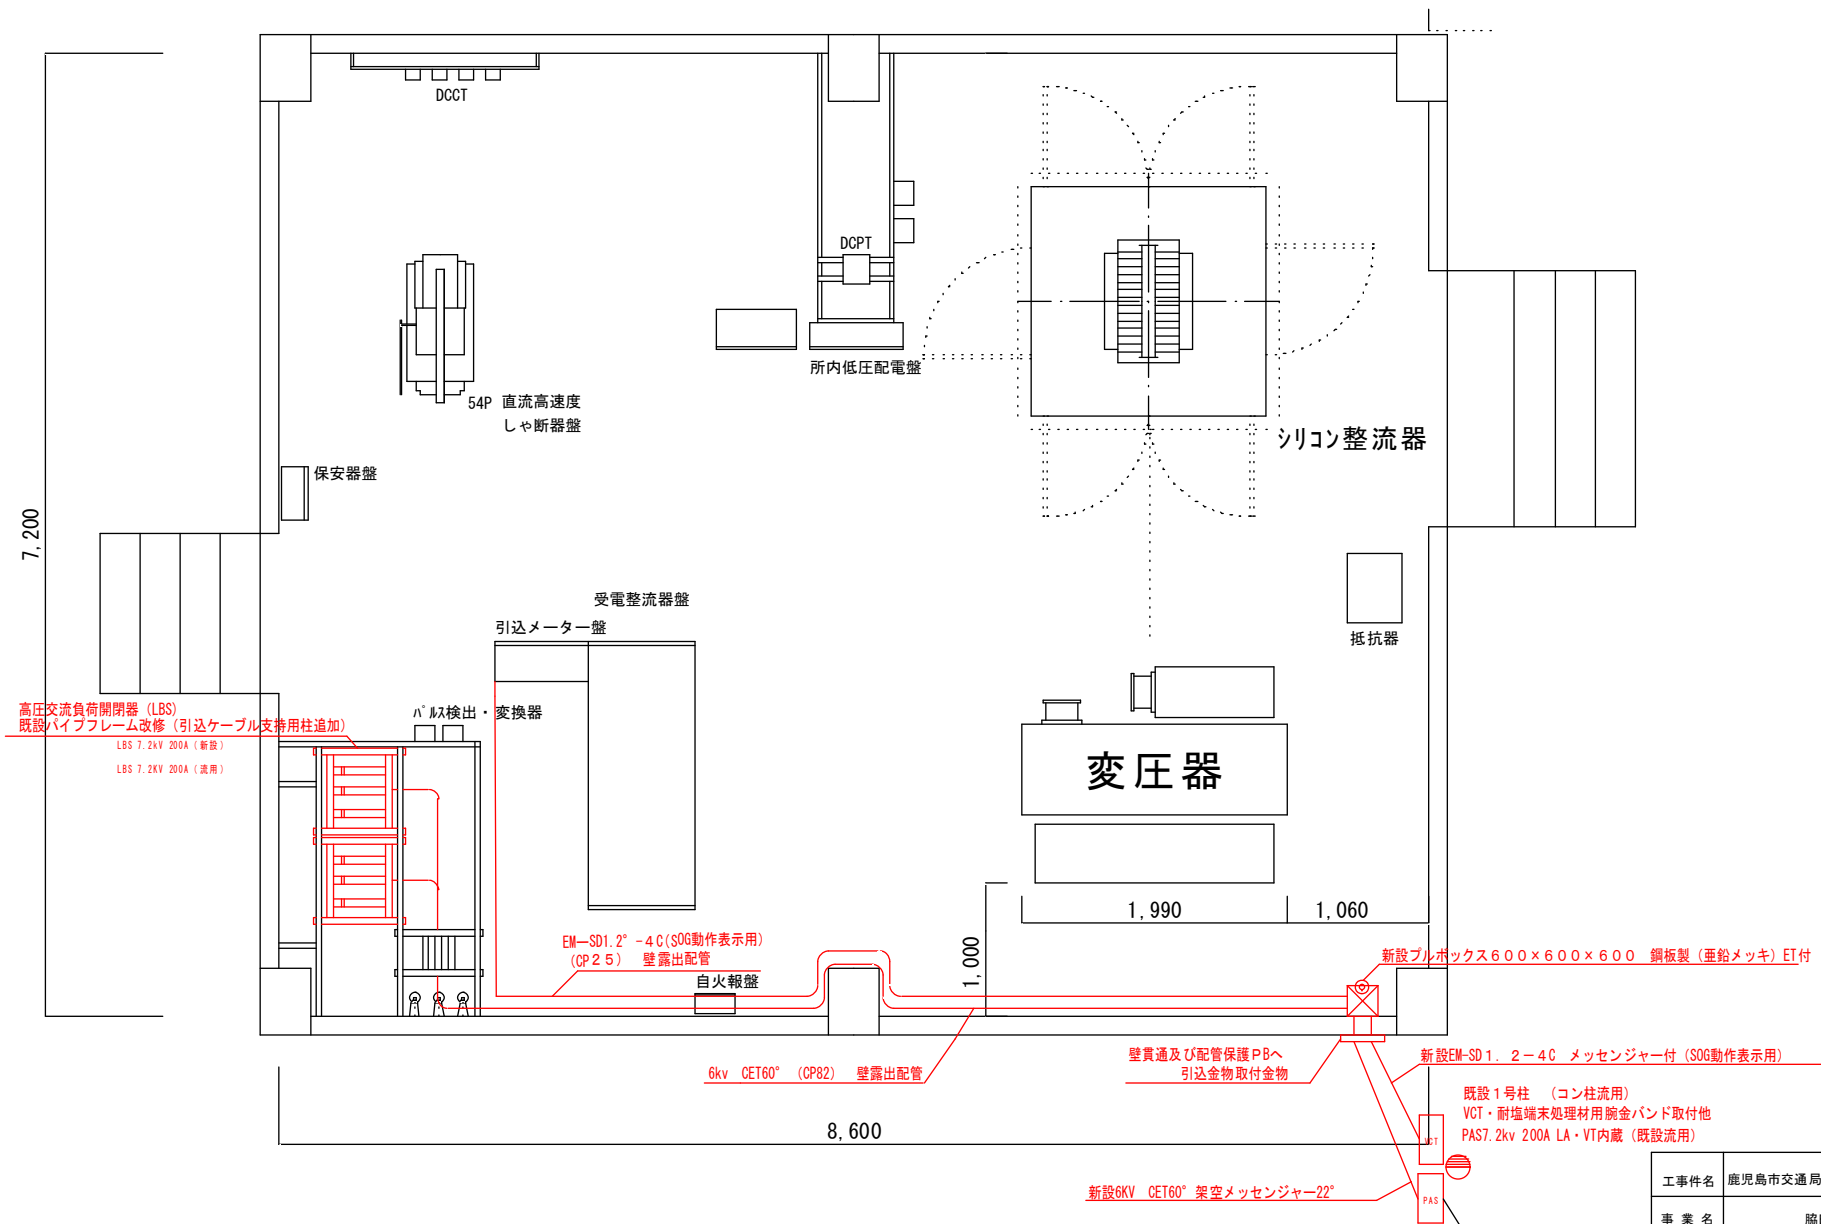 DCCT
DCPT
所内低圧配電盤
54P 直流高速度
しゃ断器盤
シリコン整流器
保安器盤
7,200
受電整流器盤
引込メーター盤
抵抗器
高圧交流負荷開閉器 (LBS)
既設パイプフレーム改修 (引込ケーブル支持用柱追加)
LBS 7.2kV 200A (新設)
LBS 7.2KV 200A (流用)
パルス検出・変換器
変圧器
1,990
1,060
1,000
EM―SD1.2°-4C(SOG動作表示用)
(CP25) 壁露出配管
自火報盤
新設プルボックス600×600×600 鋼板製 (亜鉛メッキ) ET付
6kv CET60° (CP82) 壁露出配管
壁貫通及び配管保護PBへ
引込金物取付金物
新設EM-SD1.2-4C メッセンジャー付 (SOG動作表示用)
既設1号柱 (コン柱流用)
VCT・耐塩端末処理材用腕金バンド取付他
PAS7.2kv 200A LA・VT内蔵 (既設流用)
8,600
VCT
新設6KV CET60° 架空メッセンジャー22°
PAS
工事件名 鹿児島市交通局
事業名